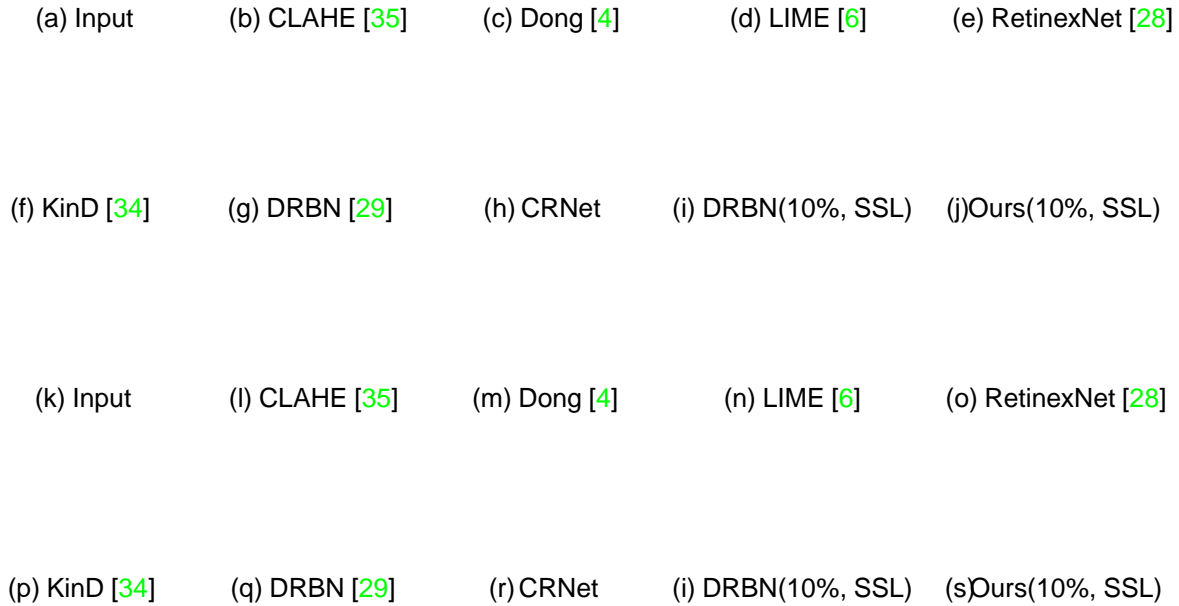 (a) Input (b) CLAHE [35] (c) Dong [4] (d) LIME [6] (e) RetinexNet [28]
(f) KinD [34] (g) DRBN [29] (h) CRNet (i) DRBN(10%, SSL) (j)Ours(10%, SSL)
(k) Input (l) CLAHE [35] (m) Dong [4] (n) LIME [6] (o) RetinexNet [28]
(p) KinD [34] (q) DRBN [29] (r) CRNet (i) DRBN(10%, SSL) (s)Ours(10%, SSL)